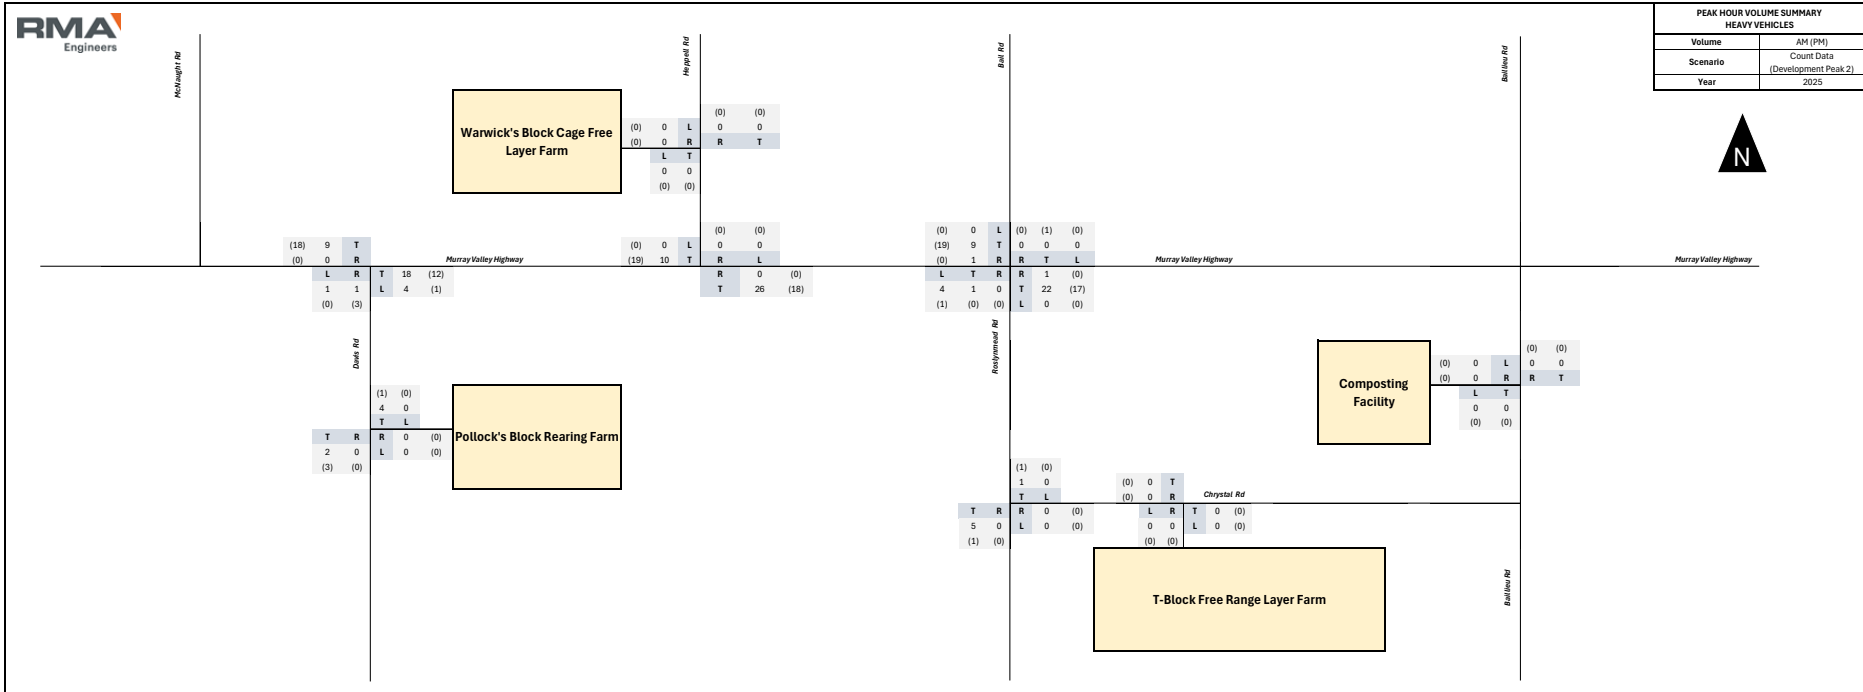 RMA
Engineers
PEAK HOUR VOLUME SUMMARY
HEAVY VEHICLES
Volume AM (PM)
Scenario Count Data
(Development Peak 2)
Year 2025
N
McNaught Rd
Heppell Rd
Ball Rd
Baillieu Rd
Warwick's Block Cage Free
Layer Farm
(0) (0)
(0) 0 L 0 0
(0) 0 R R T
L T
0 0
(0) (0)
(18) 9 T
(0) 0 R
L R T 18 (12)
1 1 L 4 (1)
(0) (3)
Murray Valley Highway
(0) (0)
(0) 0 L 0 0
(19) 10 T R L
R 0 (0)
T 26 (18)
(0) 0 L (0) (1) (0)
(19) 9 T 0 0 0
(0) 1 R R T L
L T R R 1 (0)
4 1 0 T 22 (17)
(1) (0) (0) L 0 (0)
Murray Valley Highway
Murray Valley Highway
Davis Rd
Roslynmead Rd
(1) (0)
4 0
T L
T R R 0 (0)
2 0 L 0 (0)
(3) (0)
Pollock's Block Rearing Farm
Composting
Facility
(0) (0)
(0) 0 L 0 0
(0) 0 R R T
L T
0 0
(0) (0)
(1) (0)
1 0
T L
T R R 0 (0)
5 0 L 0 (0)
(1) (0)
(0) 0 T
(0) 0 R
Chrystal Rd
L R T 0 (0)
0 0 L 0 (0)
(0) (0)
T-Block Free Range Layer Farm
Baillieu Rd